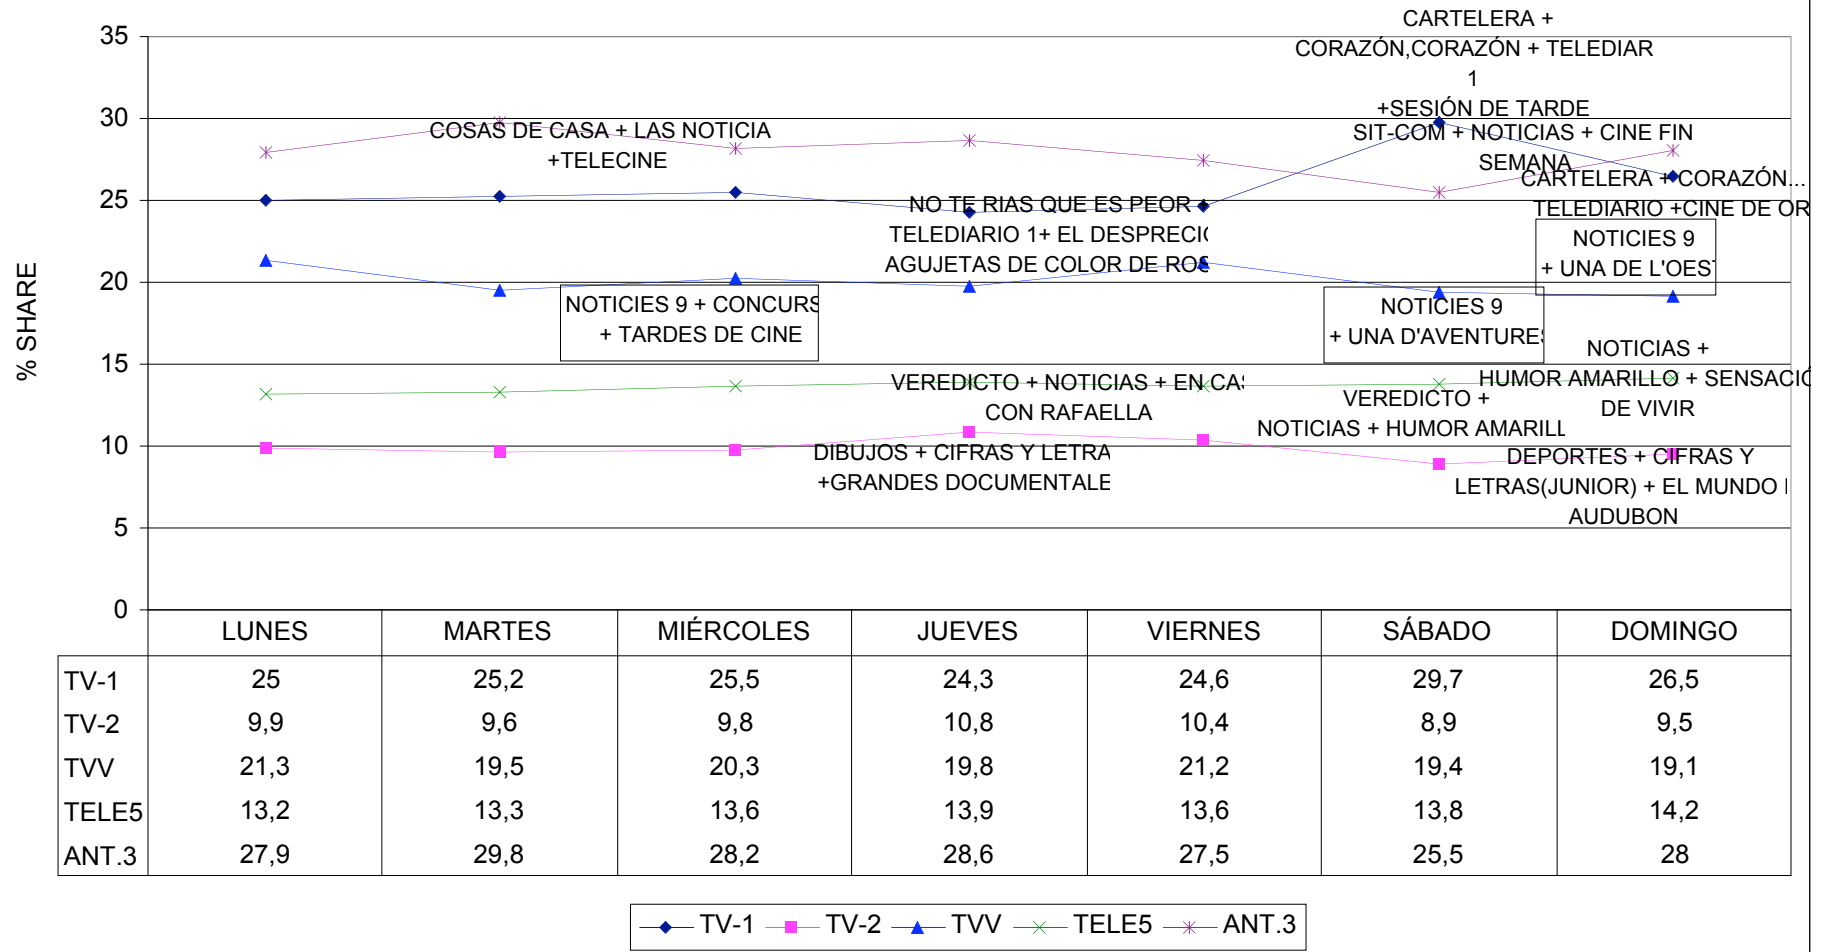 CARTELERA +
CORAZÓN,CORAZÓN + TELEDIAR
1
+SESIÓN DE TARDE
SIT-COM + NOTICIAS + CINE FIN
SEMANA
COSAS DE CASA + LAS NOTICIA
+TELECINE
CARTELERA + CORAZÓN...
TELEDIARIO +CINE DE OR
NO TE RIAS QUE ES PEOR
TELEDIARIO 1+ EL DESPRECIO
AGUJETAS DE COLOR DE ROS
NOTICIES 9
+ UNA DE L'OEST
NOTICIES 9 + CONCURS
+ TARDES DE CINE
NOTICIES 9
+ UNA D'AVENTURES
NOTICIAS +
HUMOR AMARILLO + SENSACIÓ
DE VIVIR
VEREDICTO + NOTICIAS + EN CAS
CON RAFAELLA
VEREDICTO +
NOTICIAS + HUMOR AMARILL
DIBUJOS + CIFRAS Y LETRA
+GRANDES DOCUMENTALE
DEPORTES + CIFRAS Y
LETRAS(JUNIOR) + EL MUNDO
AUDUBON
% SHARE
35
30
25
20
15
10
5
0
LUNES MARTES MIÉRCOLES JUEVES VIERNES SÁBADO DOMINGO
TV-1 25 25,2 25,5 24,3 24,6 29,7 26,5
TV-2 9,9 9,6 9,8 10,8 10,4 8,9 9,5
TVV 21,3 19,5 20,3 19,8 21,2 19,4 19,1
TELE5 13,2 13,3 13,6 13,9 13,6 13,8 14,2
ANT.3 27,9 29,8 28,2 28,6 27,5 25,5 28
TV-1 TV-2 TVV TELE5 ANT.3